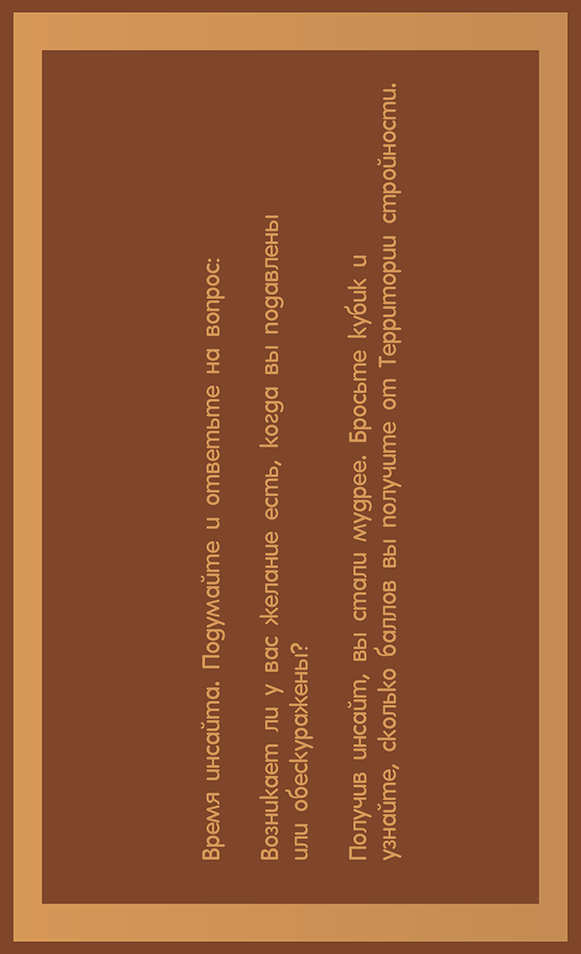 Время инсайта. Подумайте и ответьте на вопрос:
Возникает ли у вас желание есть, когда вы подавлены
или обескуражены?
Получив инсайт, вы стали мудрее. Бросьте кубик и
узнайте, сколько баллов вы получите от Территории стройности.